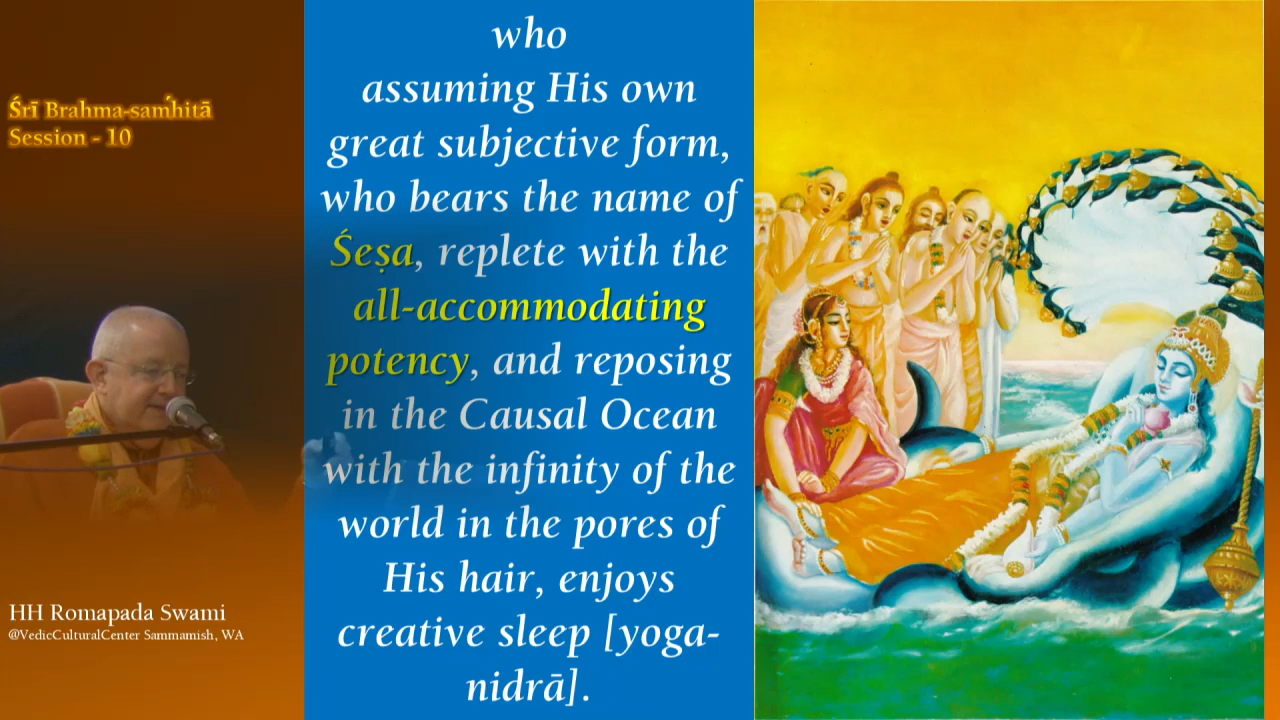 Śrī Brahma-saṁhitā
Session - 10
who
assuming His own
great subjective form,
who bears the name of
Śeṣa, replete with the
all-accommodating
potency, and reposing
in the Causal Ocean
with the infinity of the
world in the pores of
His hair, enjoys
creative sleep [yoga-
nidrā].
HH Romapada Swami
@VedicCulturalCenter Sammamish, WA